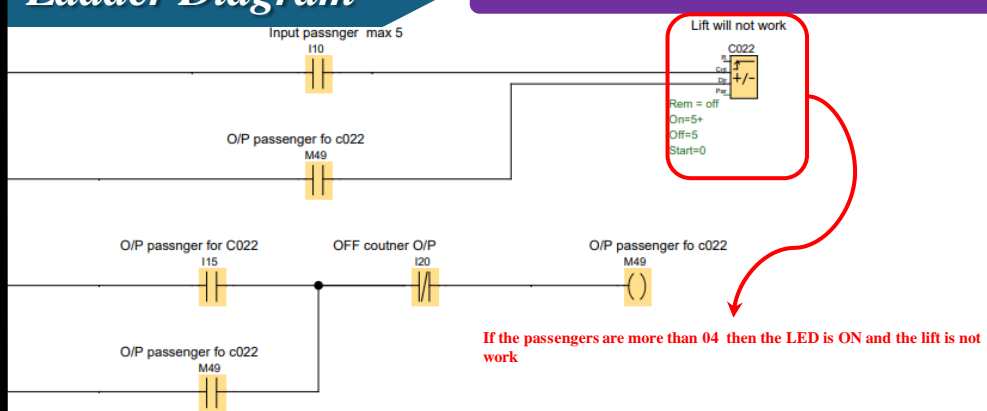 Ladder Diagram
Input passnger max 5
I10
Lift will not work
C022
R
Cnt
Dir
Par
+/-
Rem = off
On=5+
Off=5
Start=0
O/P passenger fo c022
M49
O/P passnger for C022
I15
OFF coutner O/P
I20
O/P passenger fo c022
M49
O/P passenger fo c022
M49
If the passengers are more than 04 then the LED is ON and the lift is not
work